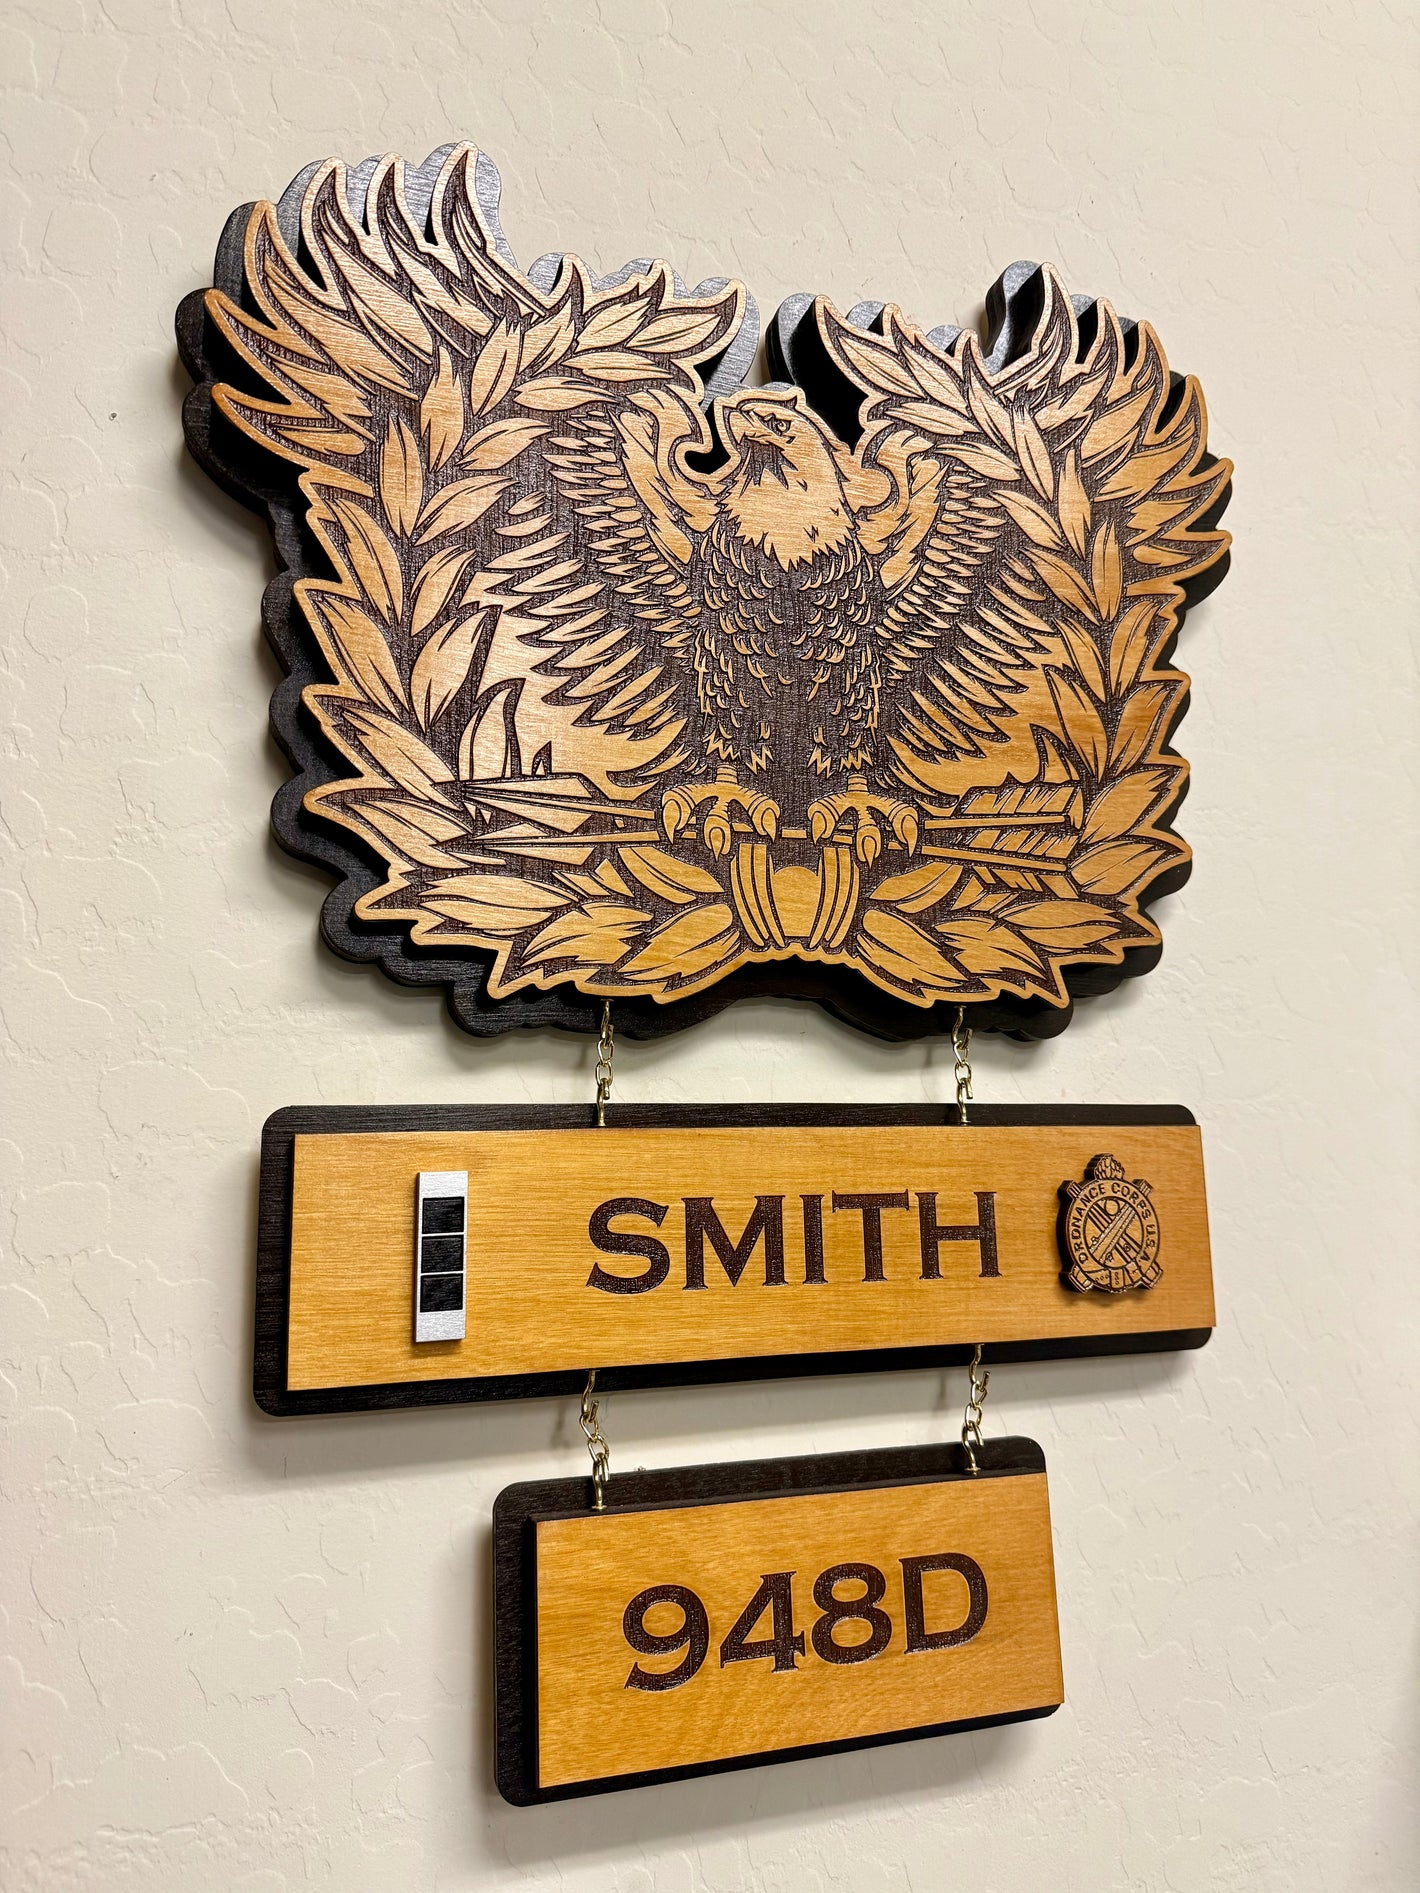 SMITH
ORDNANCE CORPS U.S.A.
948D